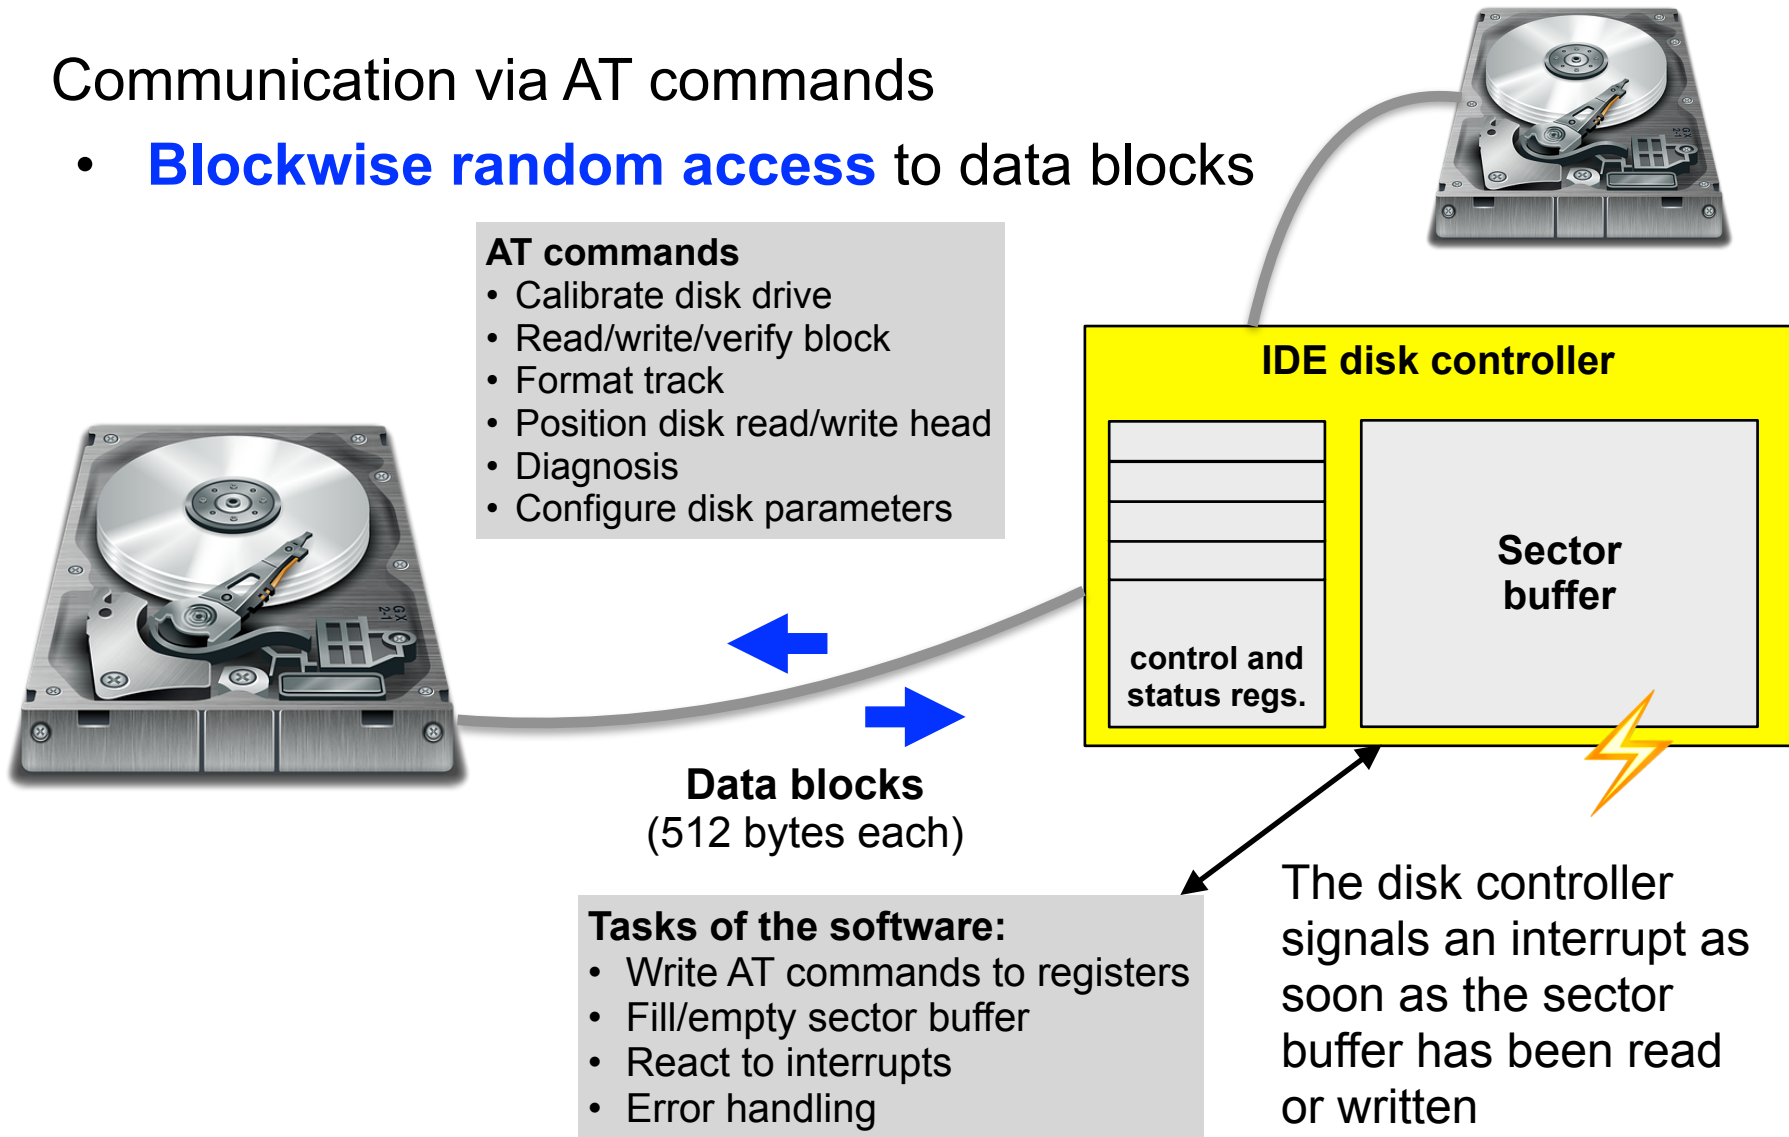 Communication via AT commands
• Blockwise random access to data blocks
AT commands
• Calibrate disk drive
• Read/write/verify block
• Format track
• Position disk read/write head
• Diagnosis
• Configure disk parameters
IDE disk controller
Sector
buffer
control and
status regs.
Data blocks
(512 bytes each)
Tasks of the software:
• Write AT commands to registers
• Fill/empty sector buffer
• React to interrupts
• Error handling
The disk controller
signals an interrupt as
soon as the sector
buffer has been read
or written